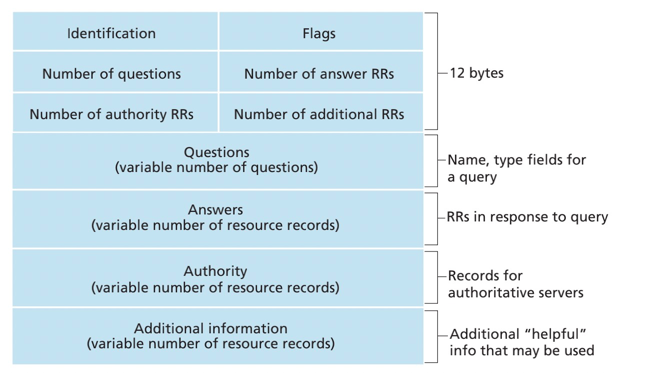 Identification
Flags
Number of questions
Number of answer RRs
12 bytes
Number of authority RRs
Number of additional RRs
Questions
(variable number of questions)
Name, type fields for
a query
Answers
(variable number of resource records)
RRs in response to query
Authority
(variable number of resource records)
Records for
authoritative servers
Additional information
(variable number of resource records)
Additional “helpful”
info that may be used